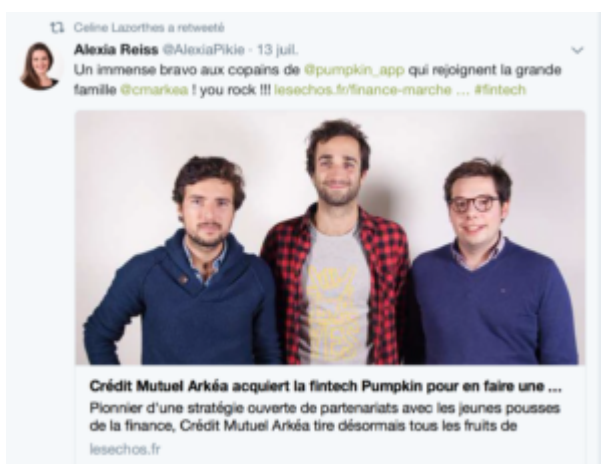 Celine Lazorthes a retweeté
Alexia Reiss @AlexiaPikie · 13 juil.
Un immense bravo aux copains de @pumpkin_app qui rejoignent la grande
famille @cmarkea ! you rock !!! lesechos.fr/finance-marche ... #fintech
Crédit Mutuel Arkéa acquiert la fintech Pumpkin pour en faire une ...
Pionnier d'une stratégie ouverte de partenariats avec les jeunes pousses
de la finance, Crédit Mutuel Arkéa tire désormais tous les fruits de
lesechos.fr